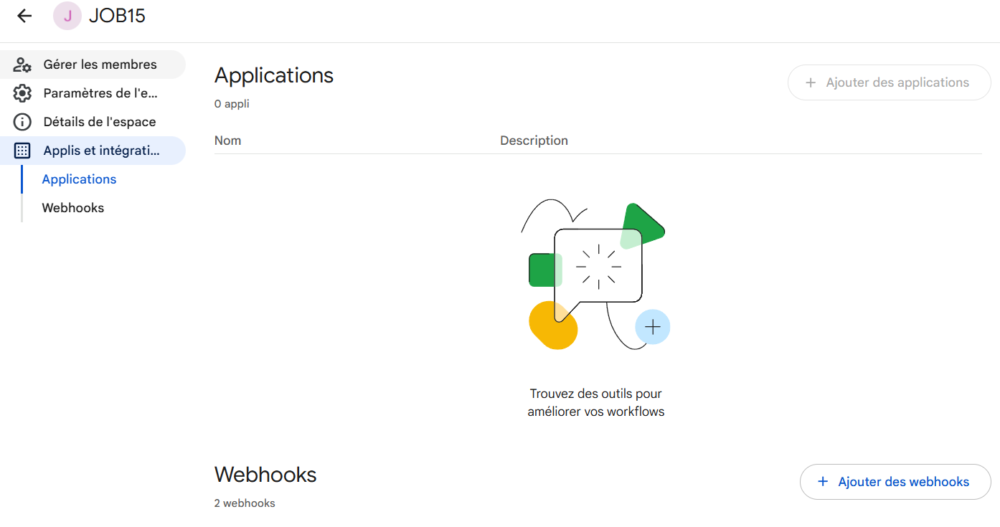 J JOB15
Gérer les membres
Paramètres de l'e...
Détails de l'espace
Applis et intégrati...
Applications
Webhooks
Applications
0 appli
+ Ajouter des applications
Nom Description
Trouvez des outils pour
améliorer vos workflows
Webhooks
2 webhooks
+ Ajouter des webhooks